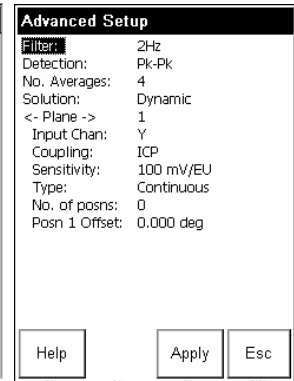 Advanced Setup
Filter: 2Hz
Detection: Pk-Pk
No. Averages: 4
Solution: Dynamic
<- Plane -> 1
Input Chan: Y
Coupling: ICP
Sensitivity: 100 mV/EU
Type: Continuous
No. of posns: 0
Posn 1 Offset: 0.000 deg
Help Apply Esc